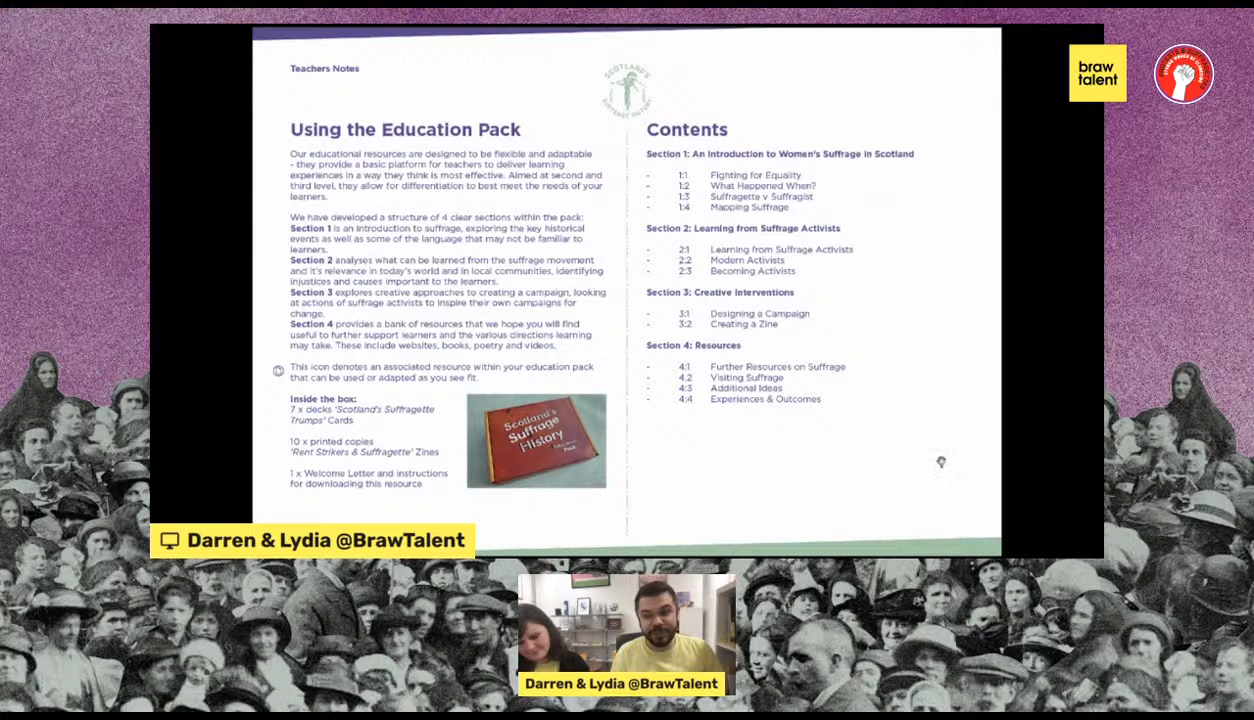 Teachers Notes
SCOTLAND'S
SUFFRAGE HISTORY
braw
talent
Using the Education Pack
Our educational resources are designed to be flexible and adaptable
- they provide a basic platform for teachers to deliver learning
experiences in a way they think is most effective. Aimed at second and
third level, they allow for differentiation to best meet the needs of your
learners.
We have developed a structure of 4 clear sections within the pack:
Section 1 is an introduction to suffrage, exploring the key historical
events as well as some of the language that may not be familiar to
learners.
Section 2 analyses what can be learned from the suffrage movement
and it's relevance in today's world and in local communities, identifying
injustices and causes important to the learners.
Section 3 explores creative approaches to creating a campaign, looking
at actions of suffrage activists to inspire their own campaigns for
change.
Section 4 provides a bank of resources that we hope you will find
useful to further support learners and the various directions learning
may take. These include websites, books, poetry and videos.
This icon denotes an associated resource within your education pack
that can be used or adapted as you see fit.
Inside the box:
7 x decks 'Scotland's Suffragette
Trumps' Cards
10 x printed copies
'Rent Strikers & Suffragette' Zines
1 x Welcome Letter and instructions
for downloading this resource
Scotland's
Suffrage
History
Contents
Section 1: An Introduction to Women's Suffrage in Scotland
- 1:1 Fighting for Equality
- 1:2 What Happened When?
- 1:3 Suffragette v Suffragist
- 1:4 Mapping Suffrage
Section 2: Learning from Suffrage Activists
- 2:1 Learning from Suffrage Activists
- 2:2 Modern Activists
- 2:3 Becoming Activists
Section 3: Creative Interventions
- 3:1 Designing a Campaign
- 3:2 Creating a Zine
Section 4: Resources
- 4:1 Further Resources on Suffrage
- 4.2 Visiting Suffrage
- 4:3 Additional Ideas
- 4:4 Experiences & Outcomes
Darren & Lydia @BrawTalent
Darren & Lydia @BrawTalent